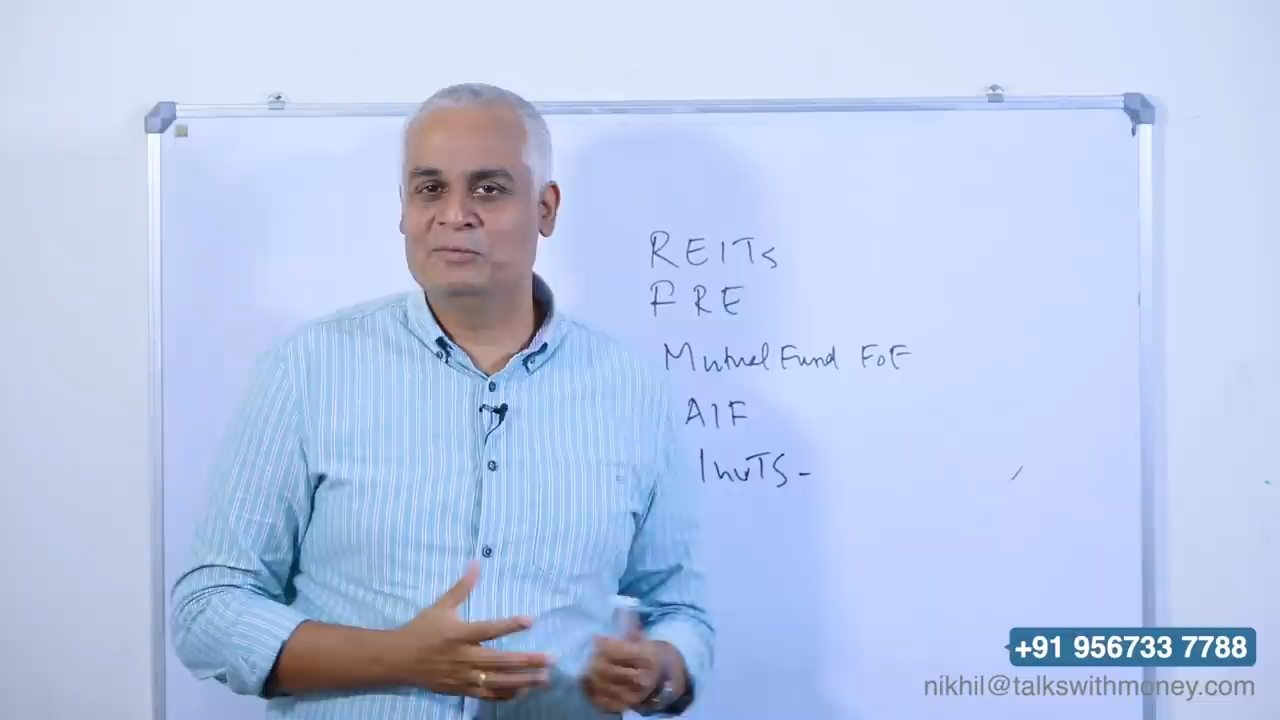 REITs
FRE
Mutual Fund FoF
AIF
InvTS -
+91 956733 7788
nikhil@talkswithmoney.com